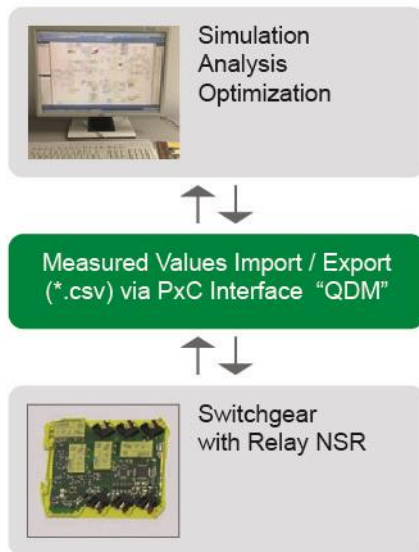 Simulation
Analysis
Optimization
Measured Values Import / Export
(*.csv) via PxC Interface “QDM”
Switchgear
with Relay NSR